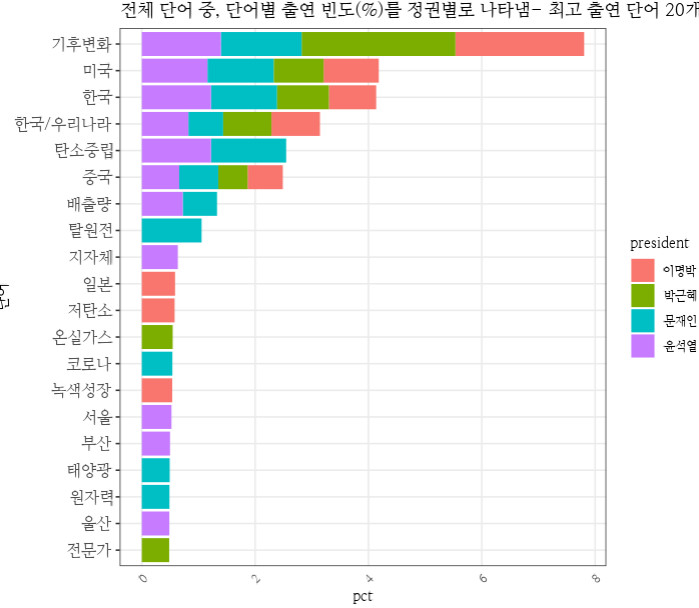 전체 단어 중, 단어별 출연 빈도(%)를 정권별로 나타냄- 최고 출연 단어 20개
기후변화
미국
한국
한국/우리나라
탄소중립
중국
배출량
탈원전
지자체
일본
저탄소
온실가스
코로나
녹색성장
서울
부산
태양광
원자력
울산
전문가
0 2 4 6 8
pct
단어
president
이명박
박근혜
문재인
윤석열